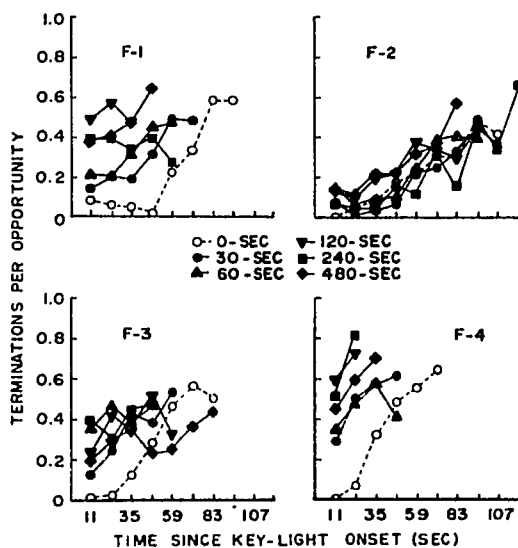 1.0
F-1
F-2
0.8
0.6
0.4
0.2
0
TERMINATIONS PER OPPORTUNITY
0-SEC 120-SEC
30-SEC 240-SEC
60-SEC 480-SEC
1.0
F-3
F-4
0.8
0.6
0.4
0.2
0
11 35 59 83 107 11 35 59 83 107
TIME SINCE KEY-LIGHT ONSET (SEC)